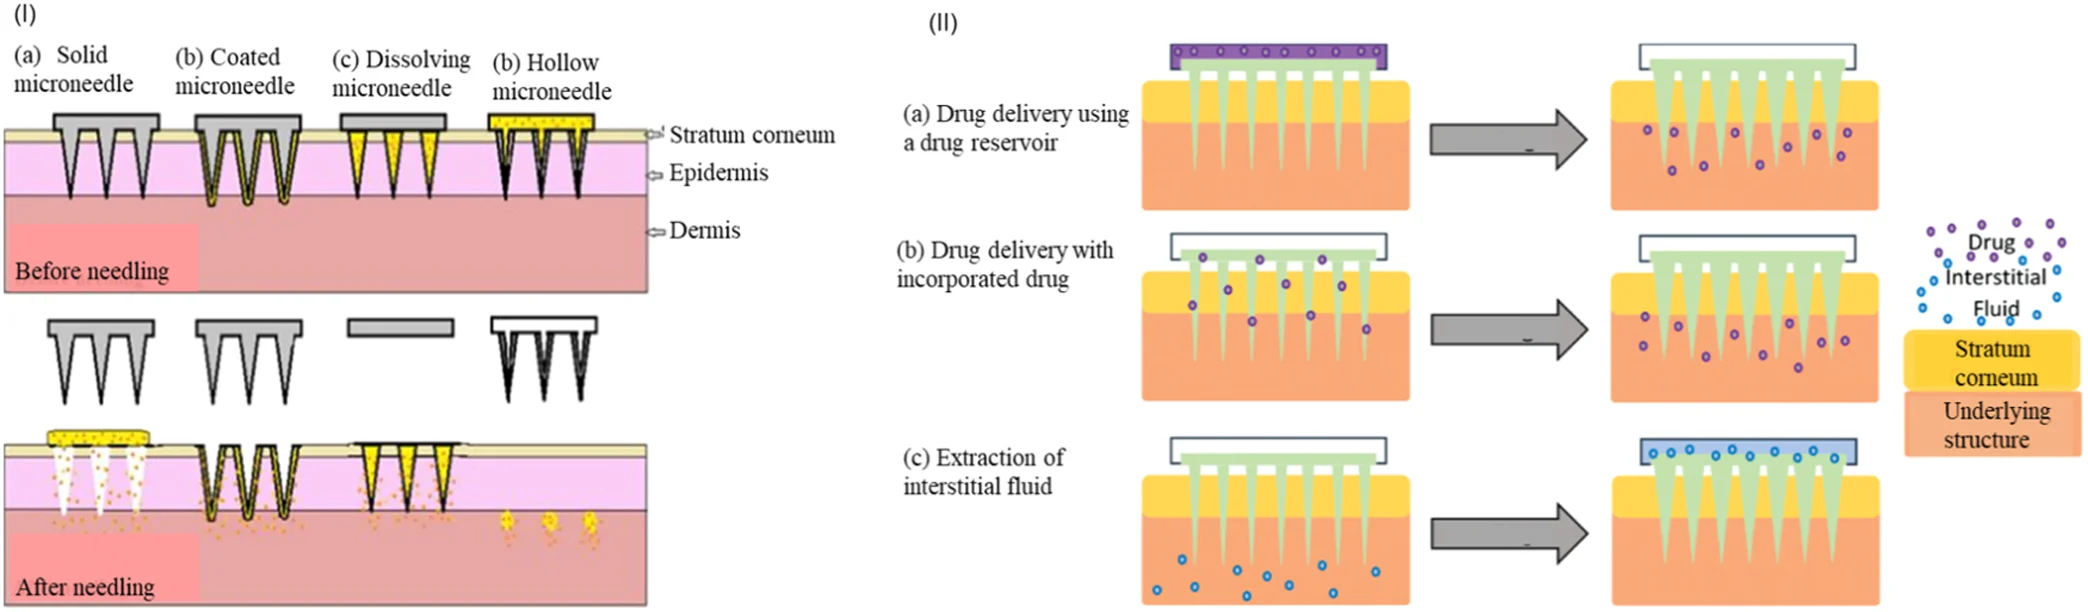 (I)
(a) Solid
microneedle
(b) Coated
microneedle
(c) Dissolving
microneedle
(b) Hollow
microneedle
Stratum corneum
Epidermis
Dermis
Before needling
After needling
(II)
(a) Drug delivery using
a drug reservoir
(b) Drug delivery with
incorporated drug
(c) Extraction of
interstitial fluid
Drug
Interstitial
Fluid
Stratum
corneum
Underlying
structure